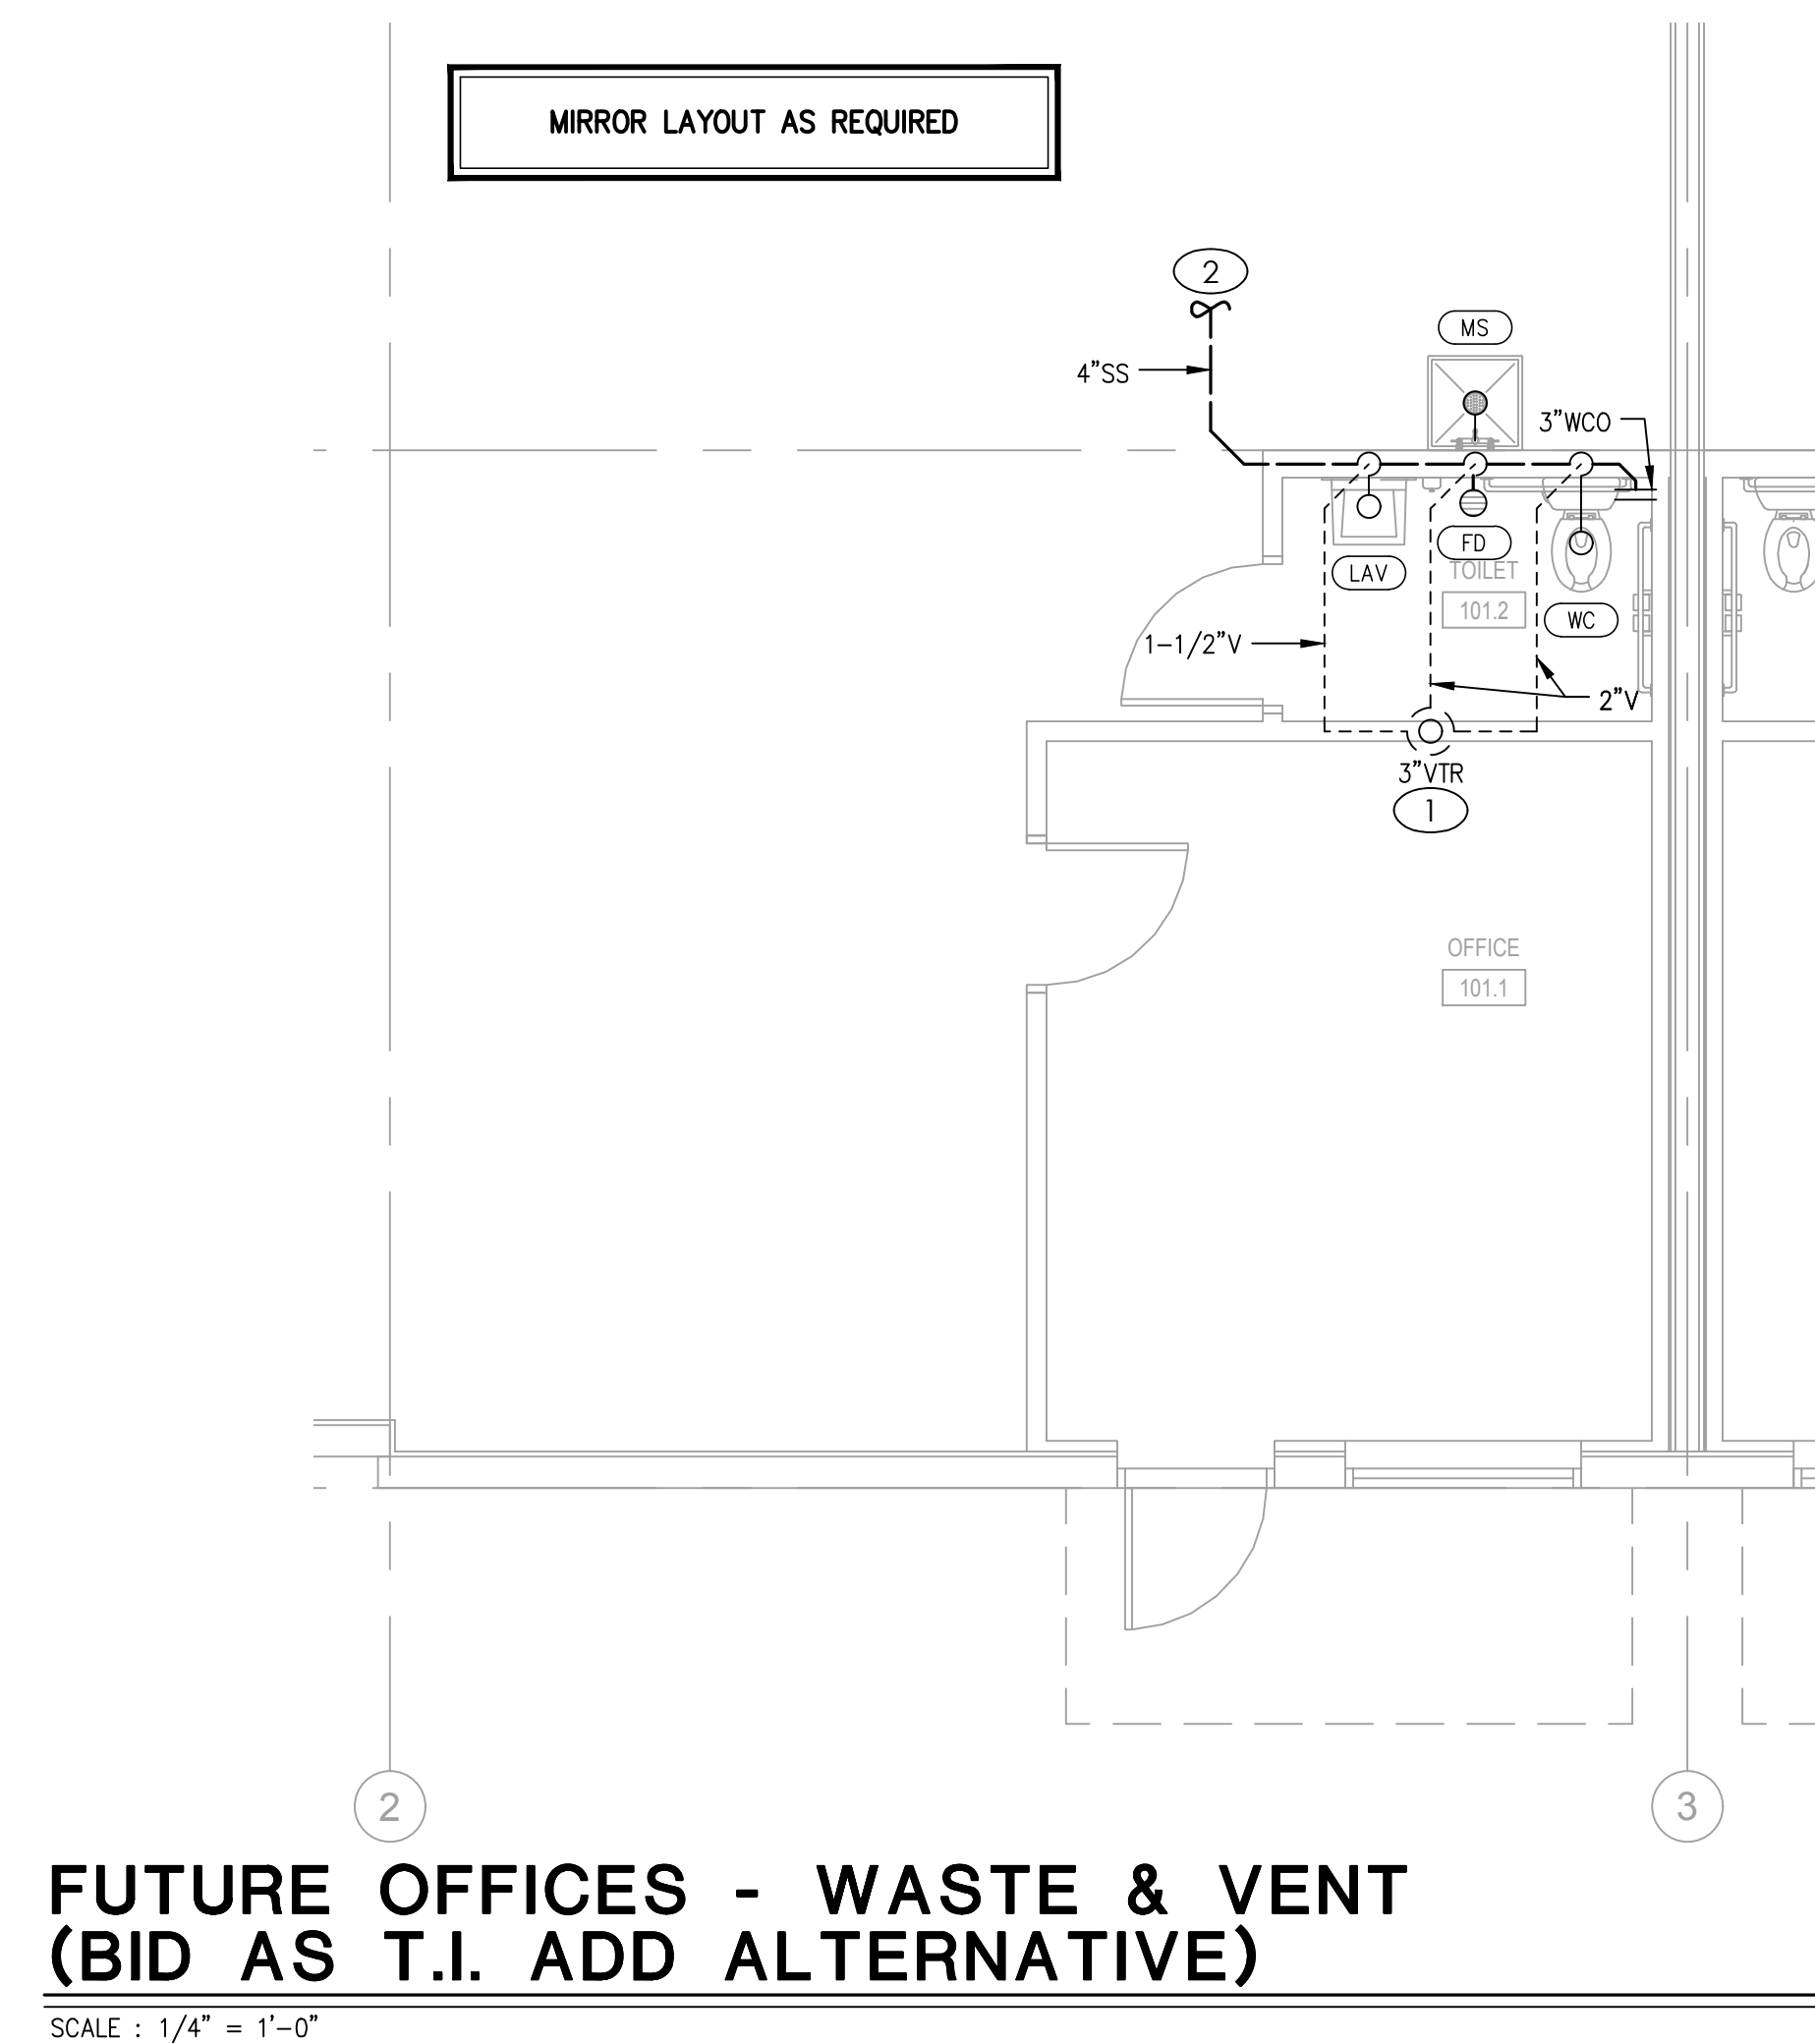 MIRROR LAYOUT AS REQUIRED
2
MS
4"SS
3"WCO
FD
LAV
TOILET
101.2
WC
1-1/2"V
2"V
3"VTR
1
OFFICE
101.1
2
3
FUTURE OFFICES - WASTE & VENT
(BID AS T.I. ADD ALTERNATIVE)
SCALE : 1/4" = 1'-0"